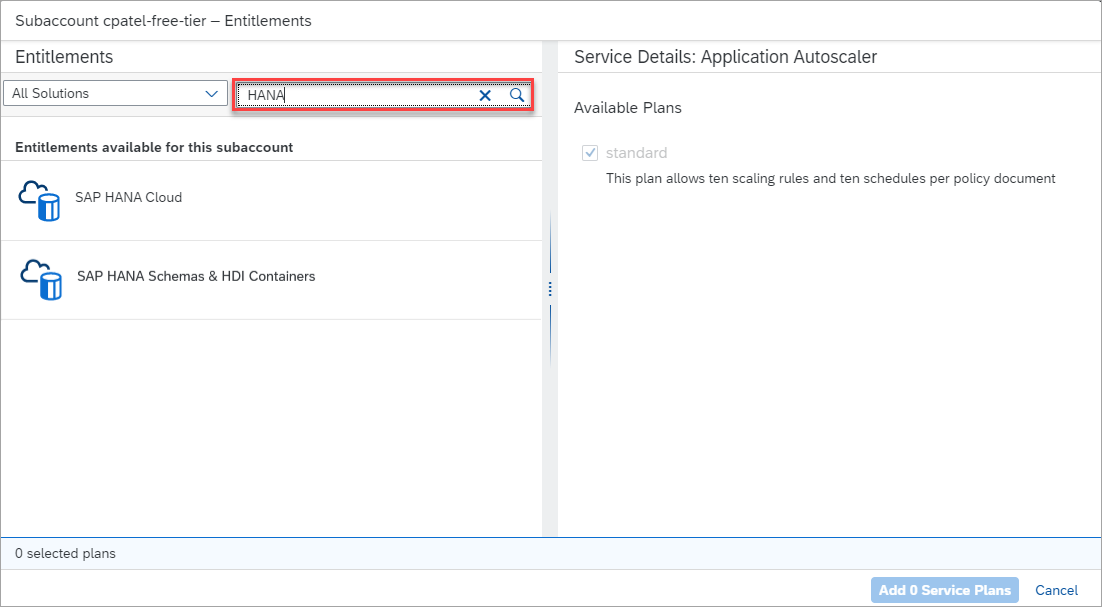 Subaccount cpatel-free-tier – Entitlements
Entitlements
All Solutions
HANA
Entitlements available for this subaccount
SAP HANA Cloud
SAP HANA Schemas & HDI Containers
Service Details: Application Autoscaler
Available Plans
standard
This plan allows ten scaling rules and ten schedules per policy document
0 selected plans
Add 0 Service Plans
Cancel